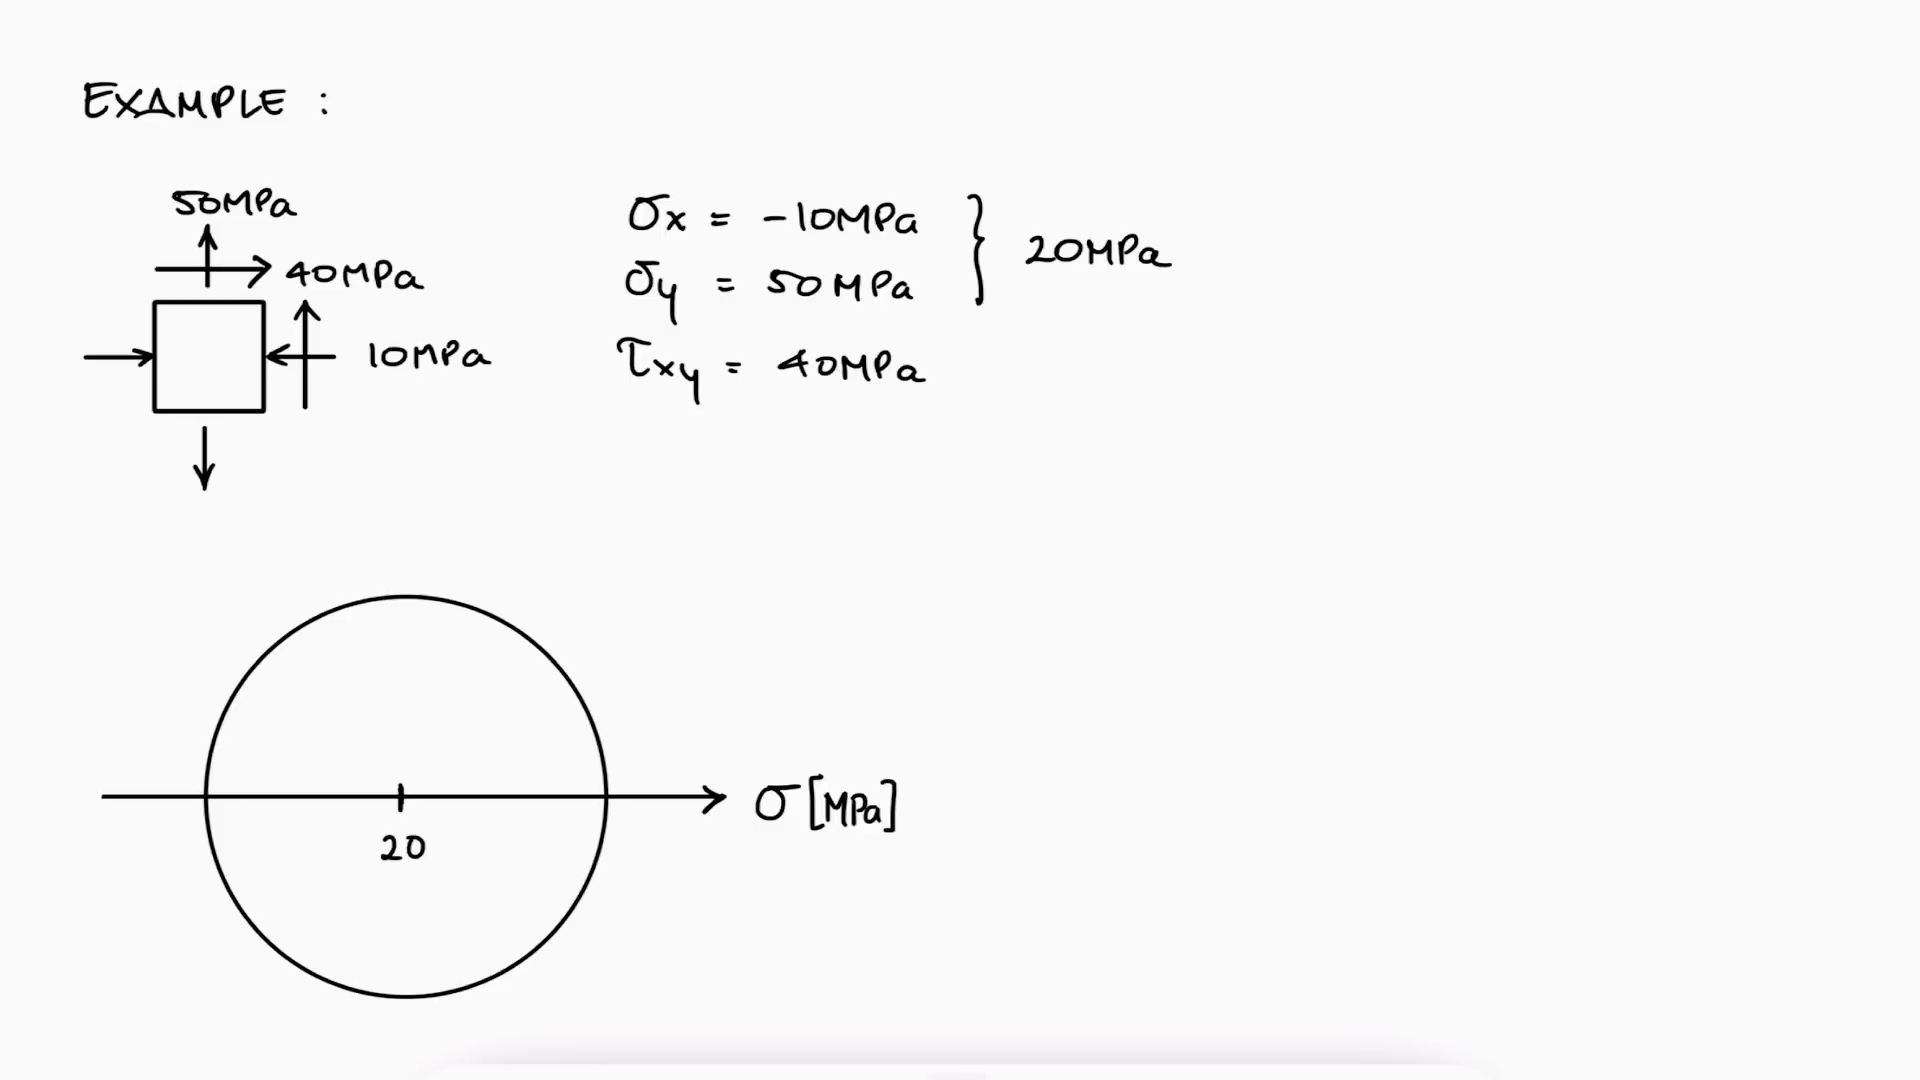 EXAMPLE :
50MPa
40MPa
10MPa
σx = -10MPa
σy = 50MPa
20MPa
τxy = 40MPa
20
σ [MPa]